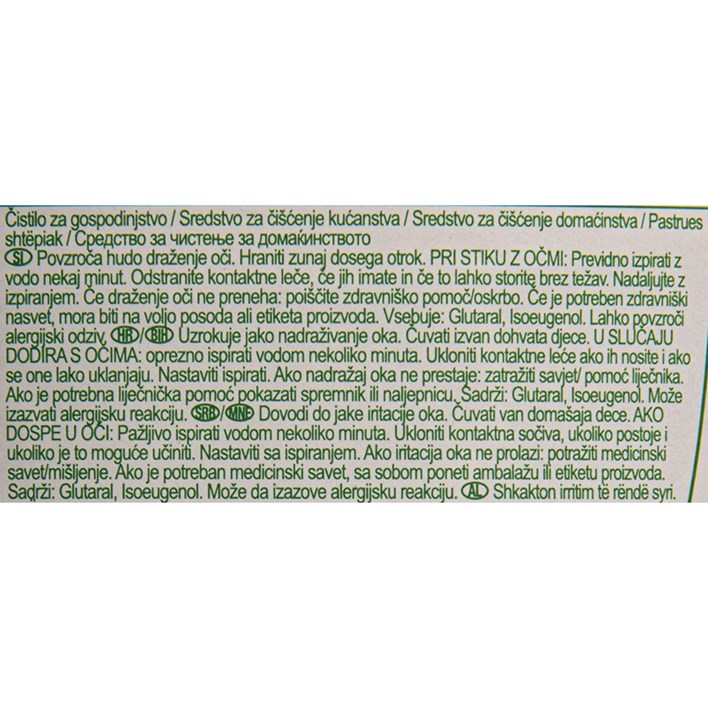 Čistilo za gospodinjstvo / Sredstvo za čišćenje kućanstva / Sredstvo za čišćenje domaćinstva / Pastrues
shtëpiak / Средство за чистење за домаќинството
SI Povzroča hudo draženje oči. Hraniti zunaj dosega otrok. PRI STIKU Z OČMI: Previdno izpirati z
vodo nekaj minut. Odstranite kontaktne leče, če jih imate in če to lahko storite brez težav. Nadaljujte z
izpiranjem. Če draženje oči ne preneha: poiščite zdravniško pomoč/oskrbo. Če je potreben zdravniški
nasvet, mora biti na voljo posoda ali etiketa proizvoda. Vsebuje: Glutaral, Isoeugenol. Lahko povzroči
alergijski odziv. HR/BIH Uzrokuje jako nadraživanje oka. Čuvati izvan dohvata djece. U SLUČAJU
DODIRA S OČIMA: oprezno ispirati vodom nekoliko minuta. Ukloniti kontaktne leće ako ih nosite i ako
se one lako uklanjaju. Nastaviti ispirati. Ako nadražaj oka ne prestaje: zatražiti savjet/ pomoć liječnika.
Ako je potrebna liječnička pomoć pokazati spremnik ili naljepnicu. Sadrži: Glutaral, Isoeugenol. Može
izazvati alergijsku reakciju. SRB/MNE Dovodi do jake iritacije oka. Čuvati van domašaja dece. AKO
DOSPE U OČI: Pažljivo ispirati vodom nekoliko minuta. Ukloniti kontaktna sočiva, ukoliko postoje i
ukoliko je to moguće učiniti. Nastaviti sa ispiranjem. Ako iritacija oka ne prolazi: potražiti medicinski
savet/mišljenje. Ako je potreban medicinski savet, sa sobom poneti ambalažu ili etiketu proizvoda.
Sadrži: Glutaral, Isoeugenol. Može da izazove alergijsku reakciju. AL Shkakton irritim të rëndë syri.